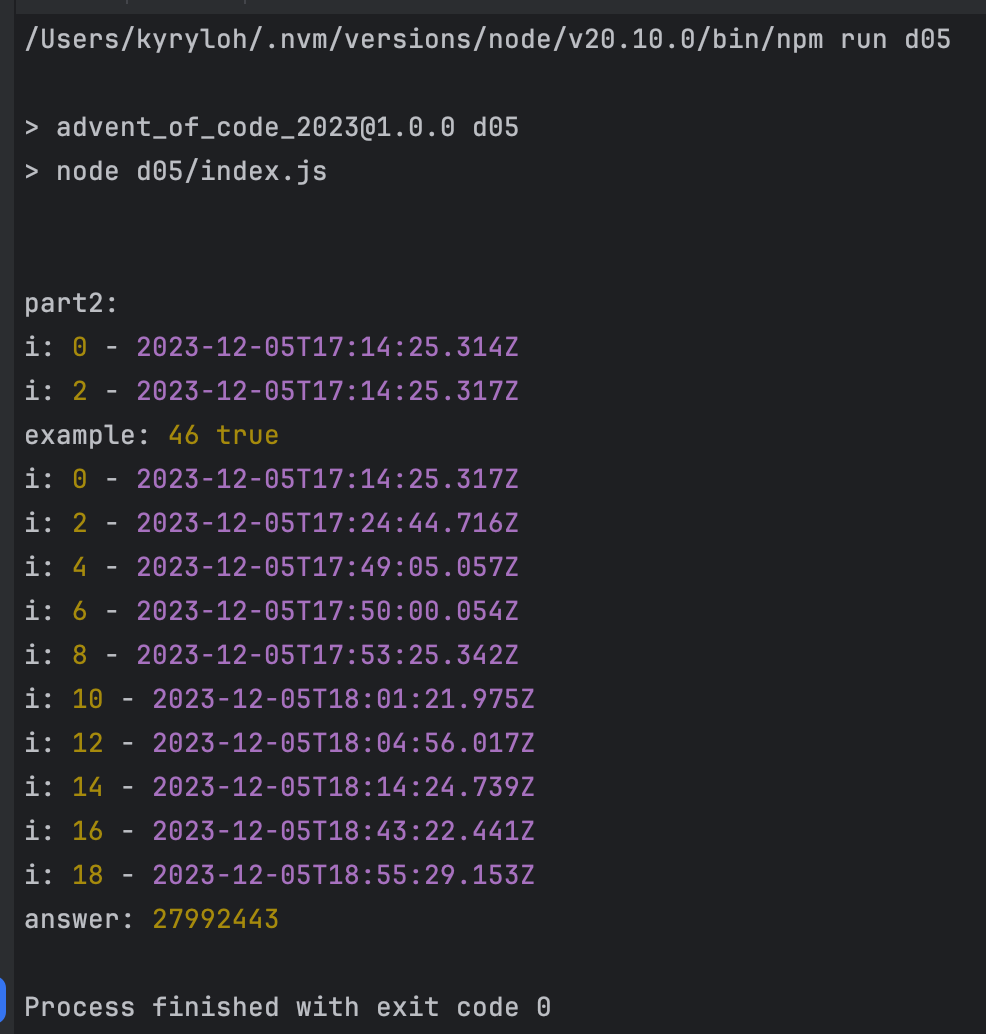 /Users/kyryloh/.nvm/versions/node/v20.10.0/bin/npm run d05
> advent_of_code_2023@1.0.0 d05
> node d05/index.js
part2:
i: 0 - 2023-12-05T17:14:25.314Z
i: 2 - 2023-12-05T17:14:25.317Z
example: 46 true
i: 0 - 2023-12-05T17:14:25.317Z
i: 2 - 2023-12-05T17:24:44.716Z
i: 4 - 2023-12-05T17:49:05.057Z
i: 6 - 2023-12-05T17:50:00.054Z
i: 8 - 2023-12-05T17:53:25.342Z
i: 10 - 2023-12-05T18:01:21.975Z
i: 12 - 2023-12-05T18:04:56.017Z
i: 14 - 2023-12-05T18:14:24.739Z
i: 16 - 2023-12-05T18:43:22.441Z
i: 18 - 2023-12-05T18:55:29.153Z
answer: 27992443
Process finished with exit code 0